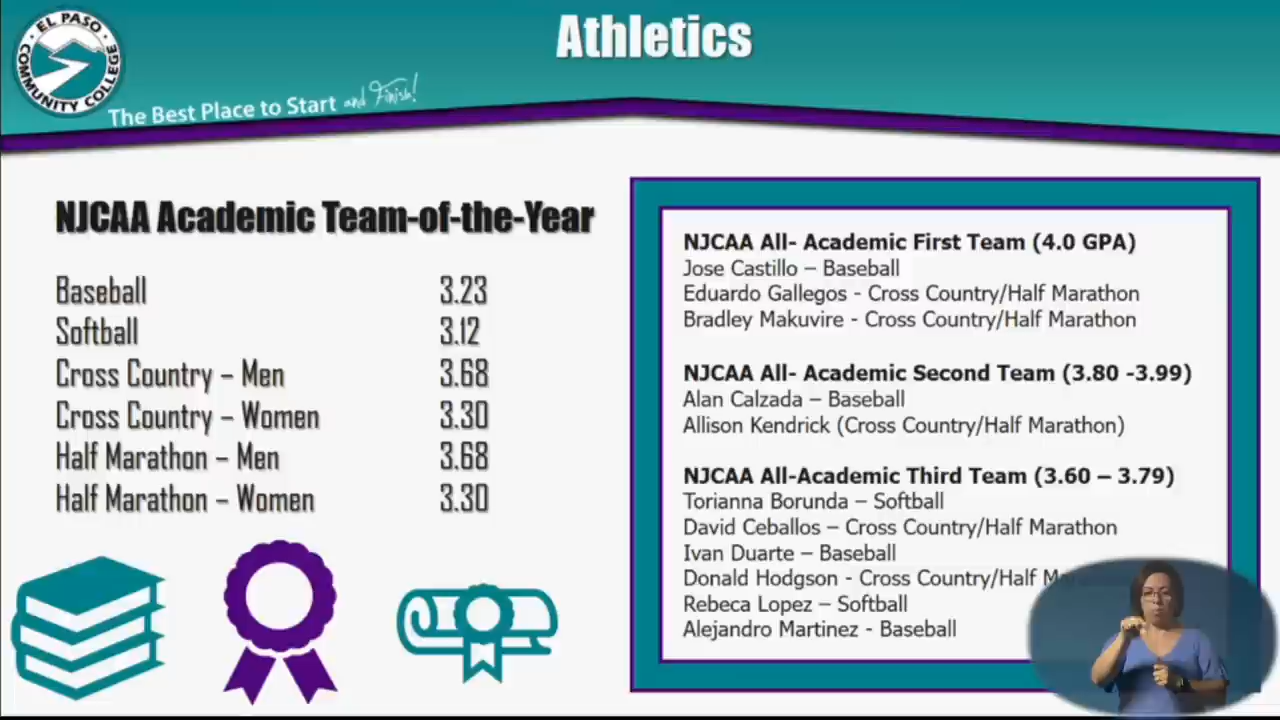 EL PASO
COMMUNITY COLLEGE
The Best Place to Start and Finish!
Athletics
NJCAA Academic Team-of-the-Year
Baseball 3.23
Softball 3.12
Cross Country – Men 3.68
Cross Country – Women 3.30
Half Marathon – Men 3.68
Half Marathon – Women 3.30
NJCAA All- Academic First Team (4.0 GPA)
Jose Castillo – Baseball
Eduardo Gallegos - Cross Country/Half Marathon
Bradley Makuvire - Cross Country/Half Marathon
NJCAA All- Academic Second Team (3.80 -3.99)
Alan Calzada – Baseball
Allison Kendrick (Cross Country/Half Marathon)
NJCAA All-Academic Third Team (3.60 – 3.79)
Torianna Borunda – Softball
David Ceballos – Cross Country/Half Marathon
Ivan Duarte – Baseball
Donald Hodgson - Cross Country/Half
Rebeca Lopez – Softball
Alejandro Martinez - Baseball